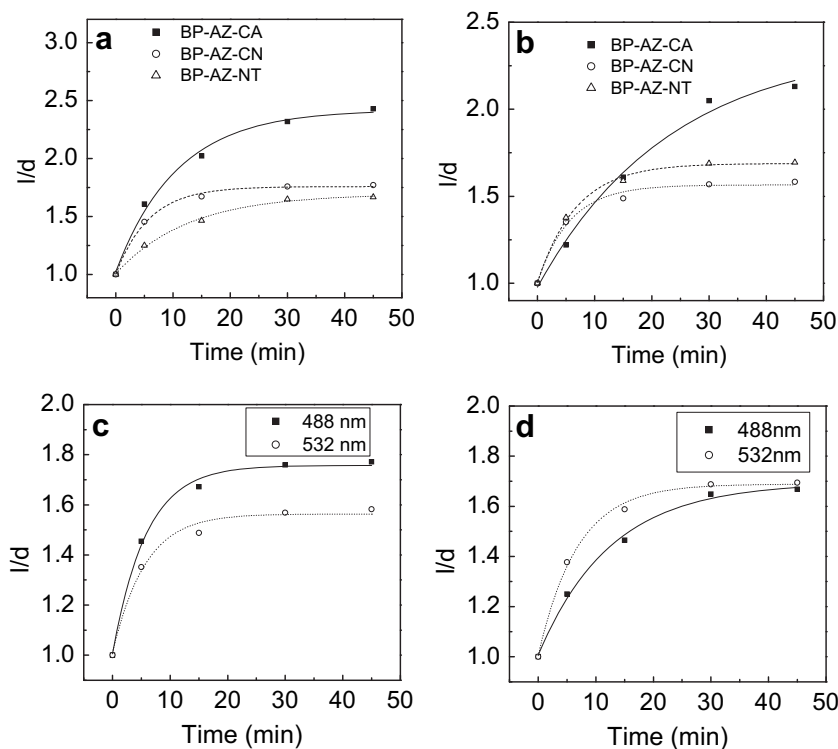 a
BP-AZ-CA
BP-AZ-CN
BP-AZ-NT
3.0
2.5
2.0
1.5
1.0
l/d
0 10 20 30 40 50
Time (min)
b
BP-AZ-CA
BP-AZ-CN
BP-AZ-NT
2.5
2.0
1.5
1.0
l/d
0 10 20 30 40 50
Time (min)
c
488 nm
532 nm
2.0
1.8
1.6
1.4
1.2
1.0
l/d
0 10 20 30 40 50
Time (min)
d
488nm
532nm
2.0
1.8
1.6
1.4
1.2
1.0
l/d
0 10 20 30 40 50
Time (min)